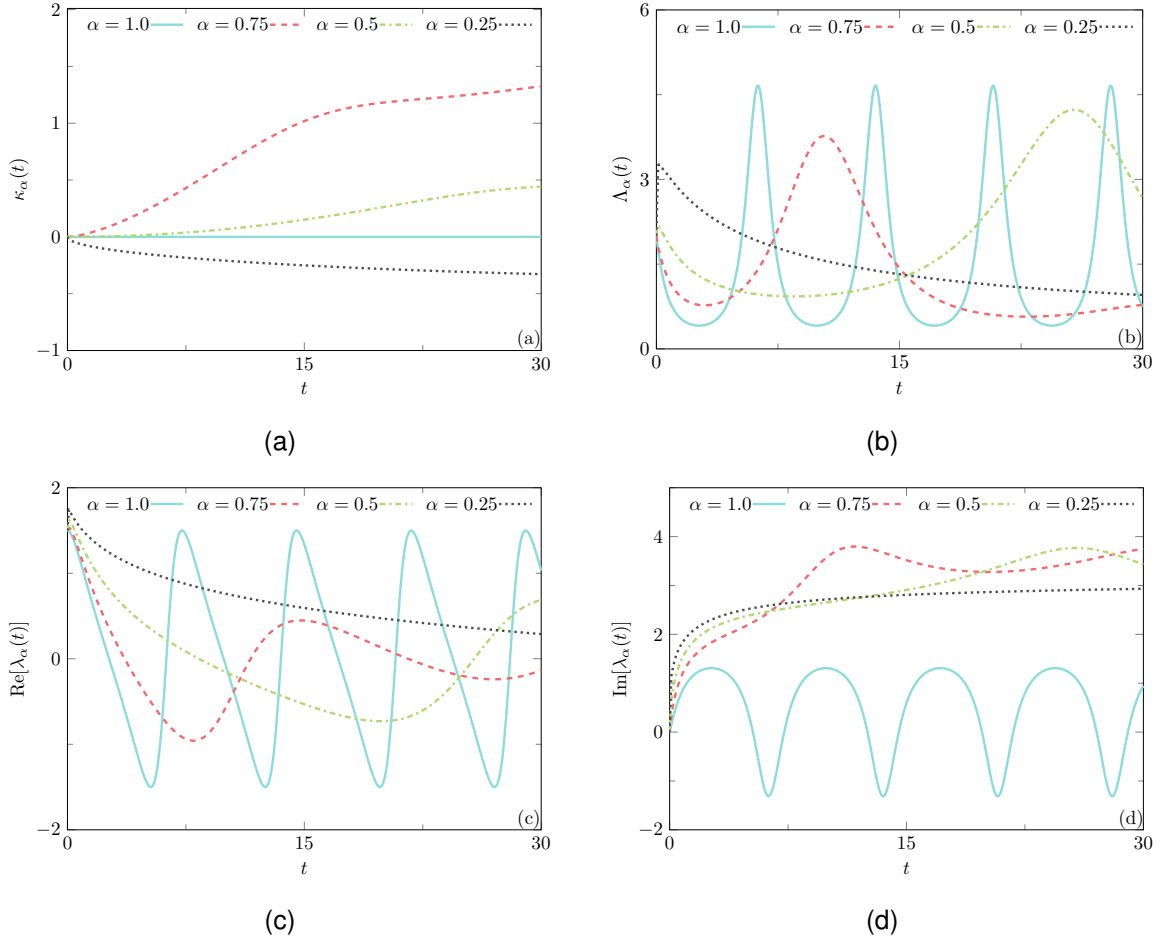 2
α = 1.0 α = 0.75 α = 0.5 α = 0.25
1
κα(t)
0
−1
0 15 30
t
(a)
(a)
6
α = 1.0 α = 0.75 α = 0.5 α = 0.25
Λα(t)
3
0
0 15 30
t
(b)
(b)
2
α = 1.0 α = 0.75 α = 0.5 α = 0.25
Re[λα(t)]
0
−2
0 15 30
t
(c)
(c)
α = 1.0 α = 0.75 α = 0.5 α = 0.25
4
Im[λα(t)]
2
0
−2
0 15 30
t
(d)
(d)